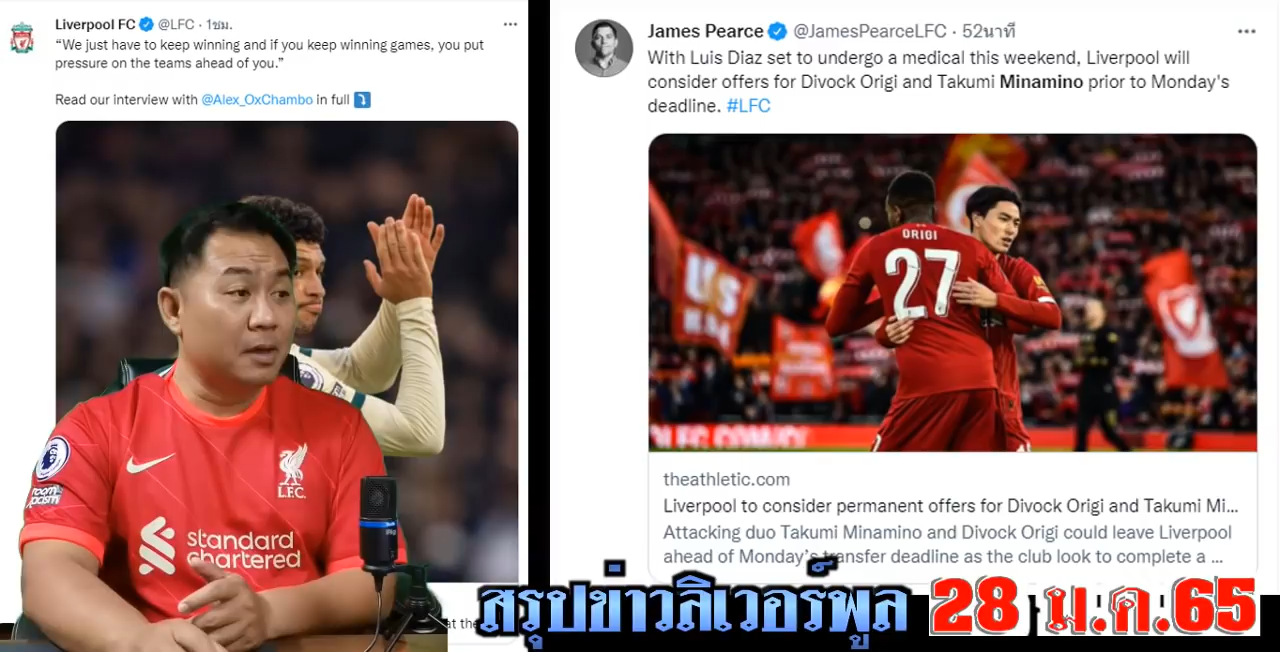 Liverpool FC @LFC · 1ชม.
“We just have to keep winning and if you keep winning games, you put
pressure on the teams ahead of you.”
Read our interview with @Alex_OxChambo in full
James Pearce @JamesPearceLFC · 52นาที
With Luis Diaz set to undergo a medical this weekend, Liverpool will
consider offers for Divock Origi and Takumi Minamino prior to Monday's
deadline. #LFC
ORIGI
27
L.F.C.
standard
chartered
theathletic.com
Liverpool to consider permanent offers for Divock Origi and Takumi Mi...
Attacking duo Takumi Minamino and Divock Origi could leave Liverpool
ahead of Monday's transfer deadline as the club look to complete a ...
สรุปข่าวลิเวอร์พูล 28 ม.ค.65